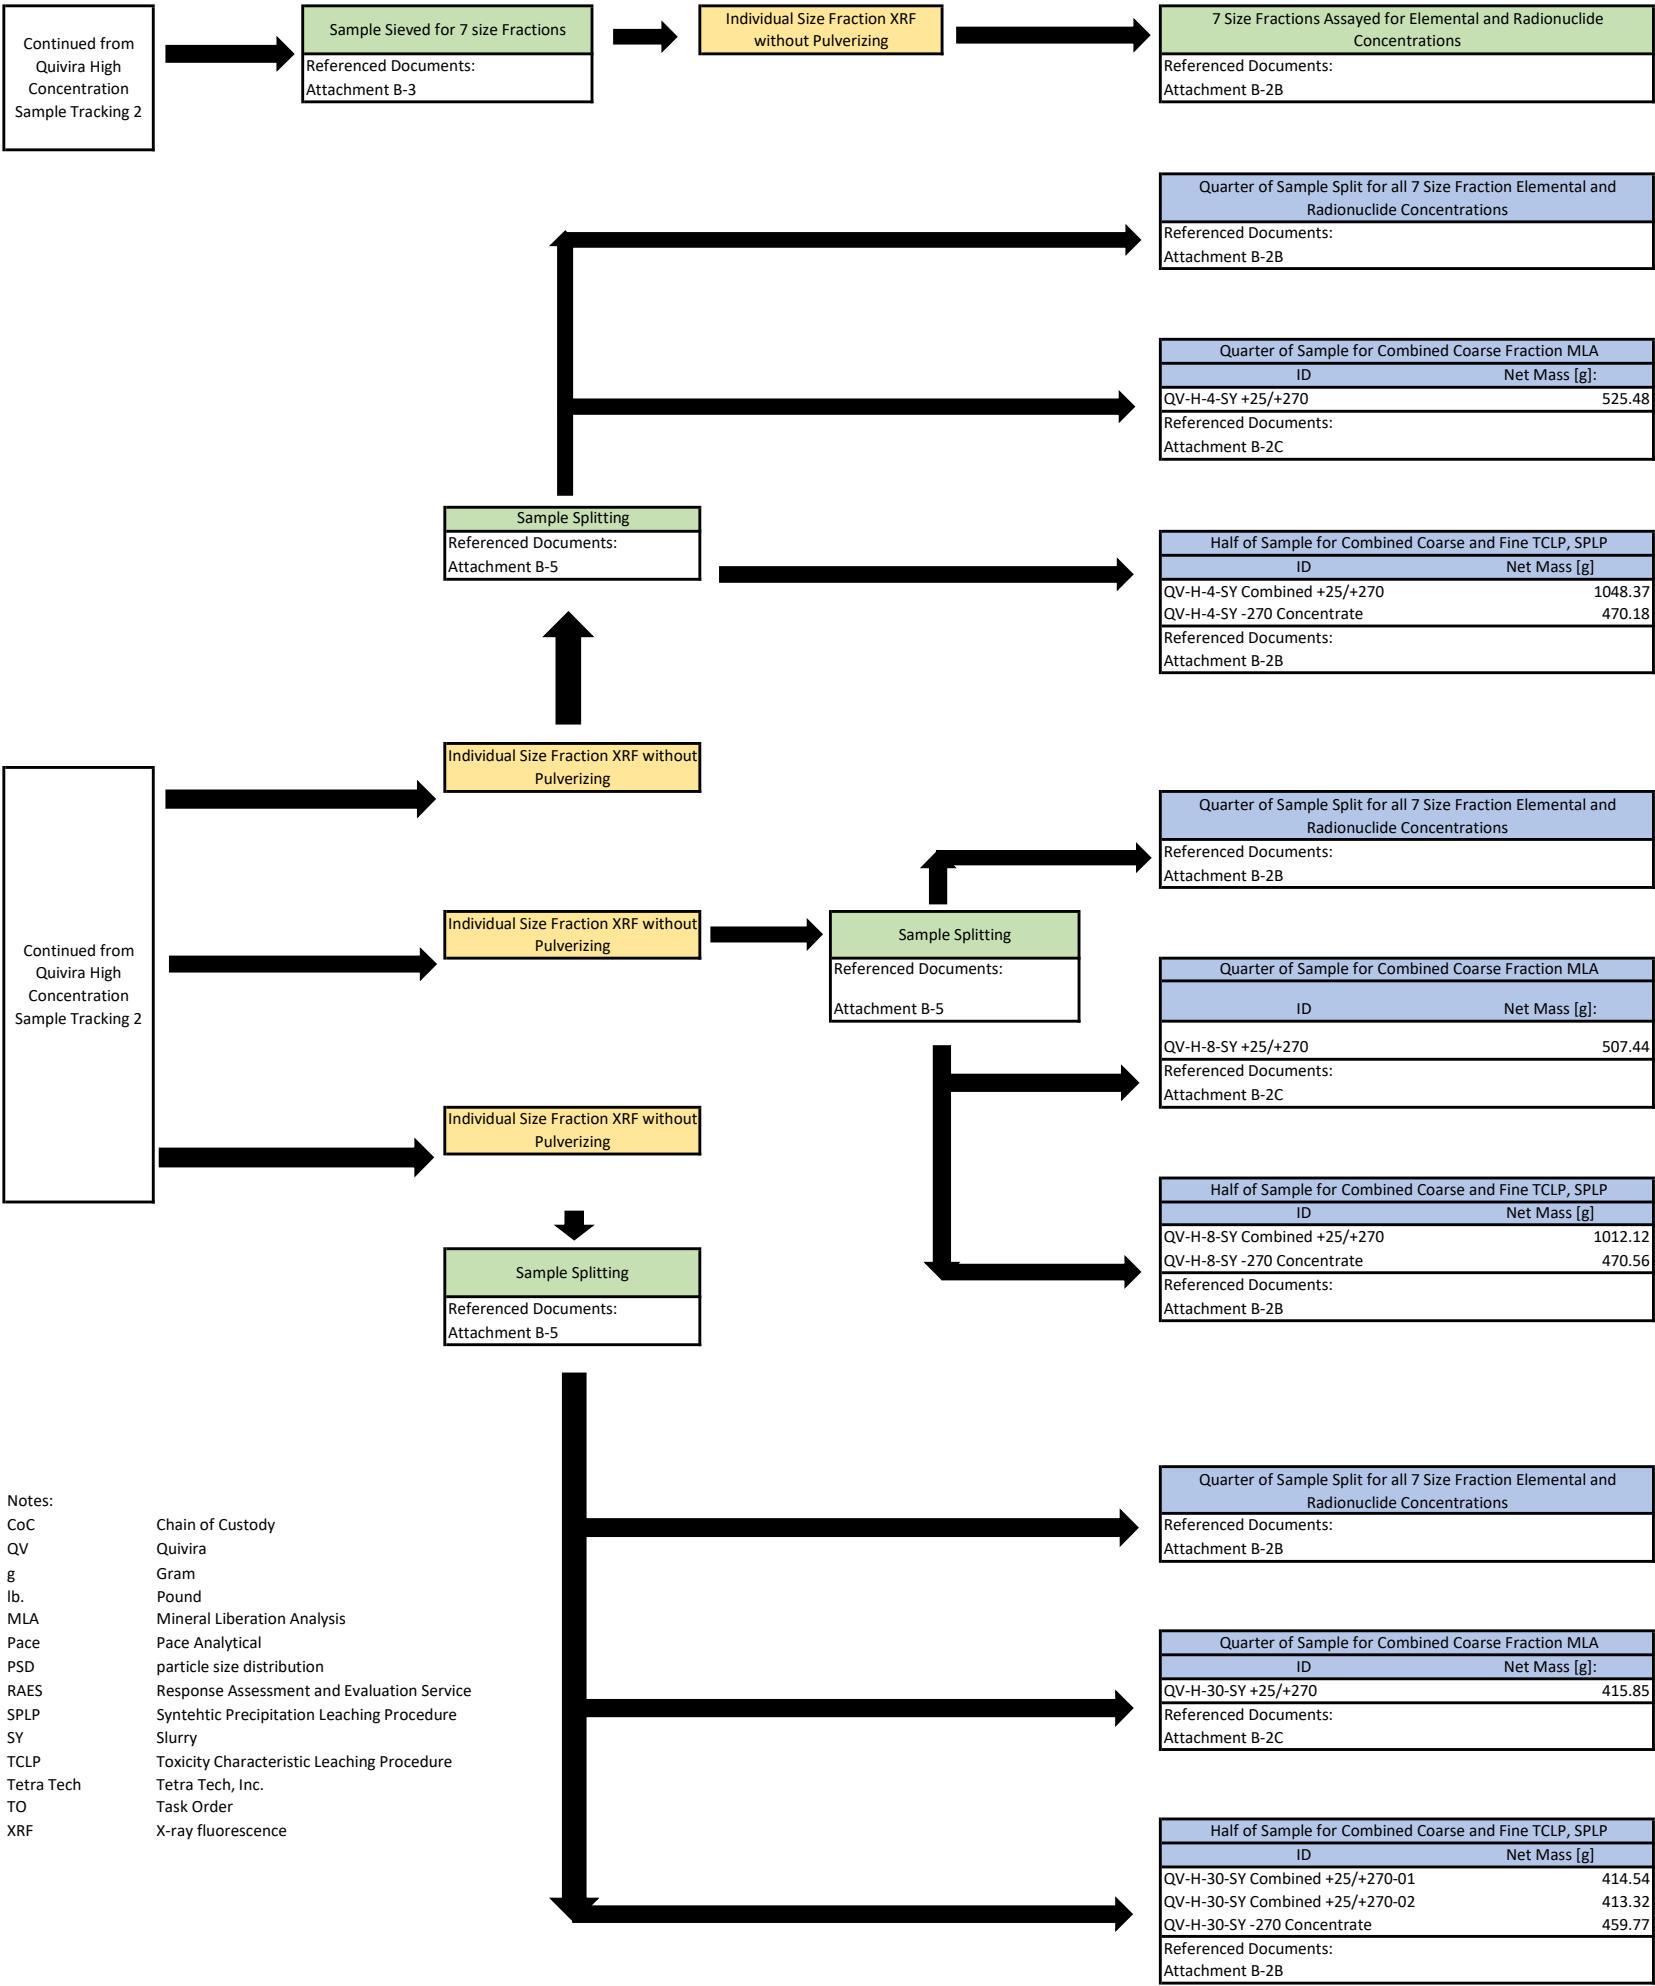 Continued from
Quivira High
Concentration
Sample Tracking 2
Sample Sieved for 7 size Fractions
Referenced Documents:
Attachment B-3
Individual Size Fraction XRF
without Pulverizing
7 Size Fractions Assayed for Elemental and Radionuclide
Concentrations
Referenced Documents:
Attachment B-2B
Quarter of Sample Split for all 7 Size Fraction Elemental and
Radionuclide Concentrations
Referenced Documents:
Attachment B-2B
Quarter of Sample for Combined Coarse Fraction MLA
ID Net Mass [g]:
QV-H-4-SY +25/+270 525.48
Referenced Documents:
Attachment B-2C
Sample Splitting
Referenced Documents:
Attachment B-5
Half of Sample for Combined Coarse and Fine TCLP, SPLP
ID Net Mass [g]
QV-H-4-SY Combined +25/+270 1048.37
QV-H-4-SY -270 Concentrate 470.18
Referenced Documents:
Attachment B-2B
Individual Size Fraction XRF without
Pulverizing
Continued from
Quivira High
Concentration
Sample Tracking 2
Quarter of Sample Split for all 7 Size Fraction Elemental and
Radionuclide Concentrations
Referenced Documents:
Attachment B-2B
Individual Size Fraction XRF without
Pulverizing
Sample Splitting
Referenced Documents:
Attachment B-5
Quarter of Sample for Combined Coarse Fraction MLA
ID Net Mass [g]:
QV-H-8-SY +25/+270 507.44
Referenced Documents:
Attachment B-2C
Individual Size Fraction XRF without
Pulverizing
Half of Sample for Combined Coarse and Fine TCLP, SPLP
ID Net Mass [g]
QV-H-8-SY Combined +25/+270 1012.12
QV-H-8-SY -270 Concentrate 470.56
Referenced Documents:
Attachment B-2B
Sample Splitting
Referenced Documents:
Attachment B-5
Quarter of Sample Split for all 7 Size Fraction Elemental and
Radionuclide Concentrations
Referenced Documents:
Attachment B-2B
Quarter of Sample for Combined Coarse Fraction MLA
ID Net Mass [g]:
QV-H-30-SY +25/+270 415.85
Referenced Documents:
Attachment B-2C
Half of Sample for Combined Coarse and Fine TCLP, SPLP
ID Net Mass [g]
QV-H-30-SY Combined +25/+270-01 414.54
QV-H-30-SY Combined +25/+270-02 413.32
QV-H-30-SY -270 Concentrate 459.77
Referenced Documents:
Attachment B-2B
Notes:
CoC Chain of Custody
QV Quivira
g Gram
lb. Pound
MLA Mineral Liberation Analysis
Pace Pace Analytical
PSD particle size distribution
RAES Response Assessment and Evaluation Service
SPLP Syntehtic Precipitation Leaching Procedure
SY Slurry
TCLP Toxicity Characteristic Leaching Procedure
Tetra Tech Tetra Tech, Inc.
TO Task Order
XRF X-ray fluorescence